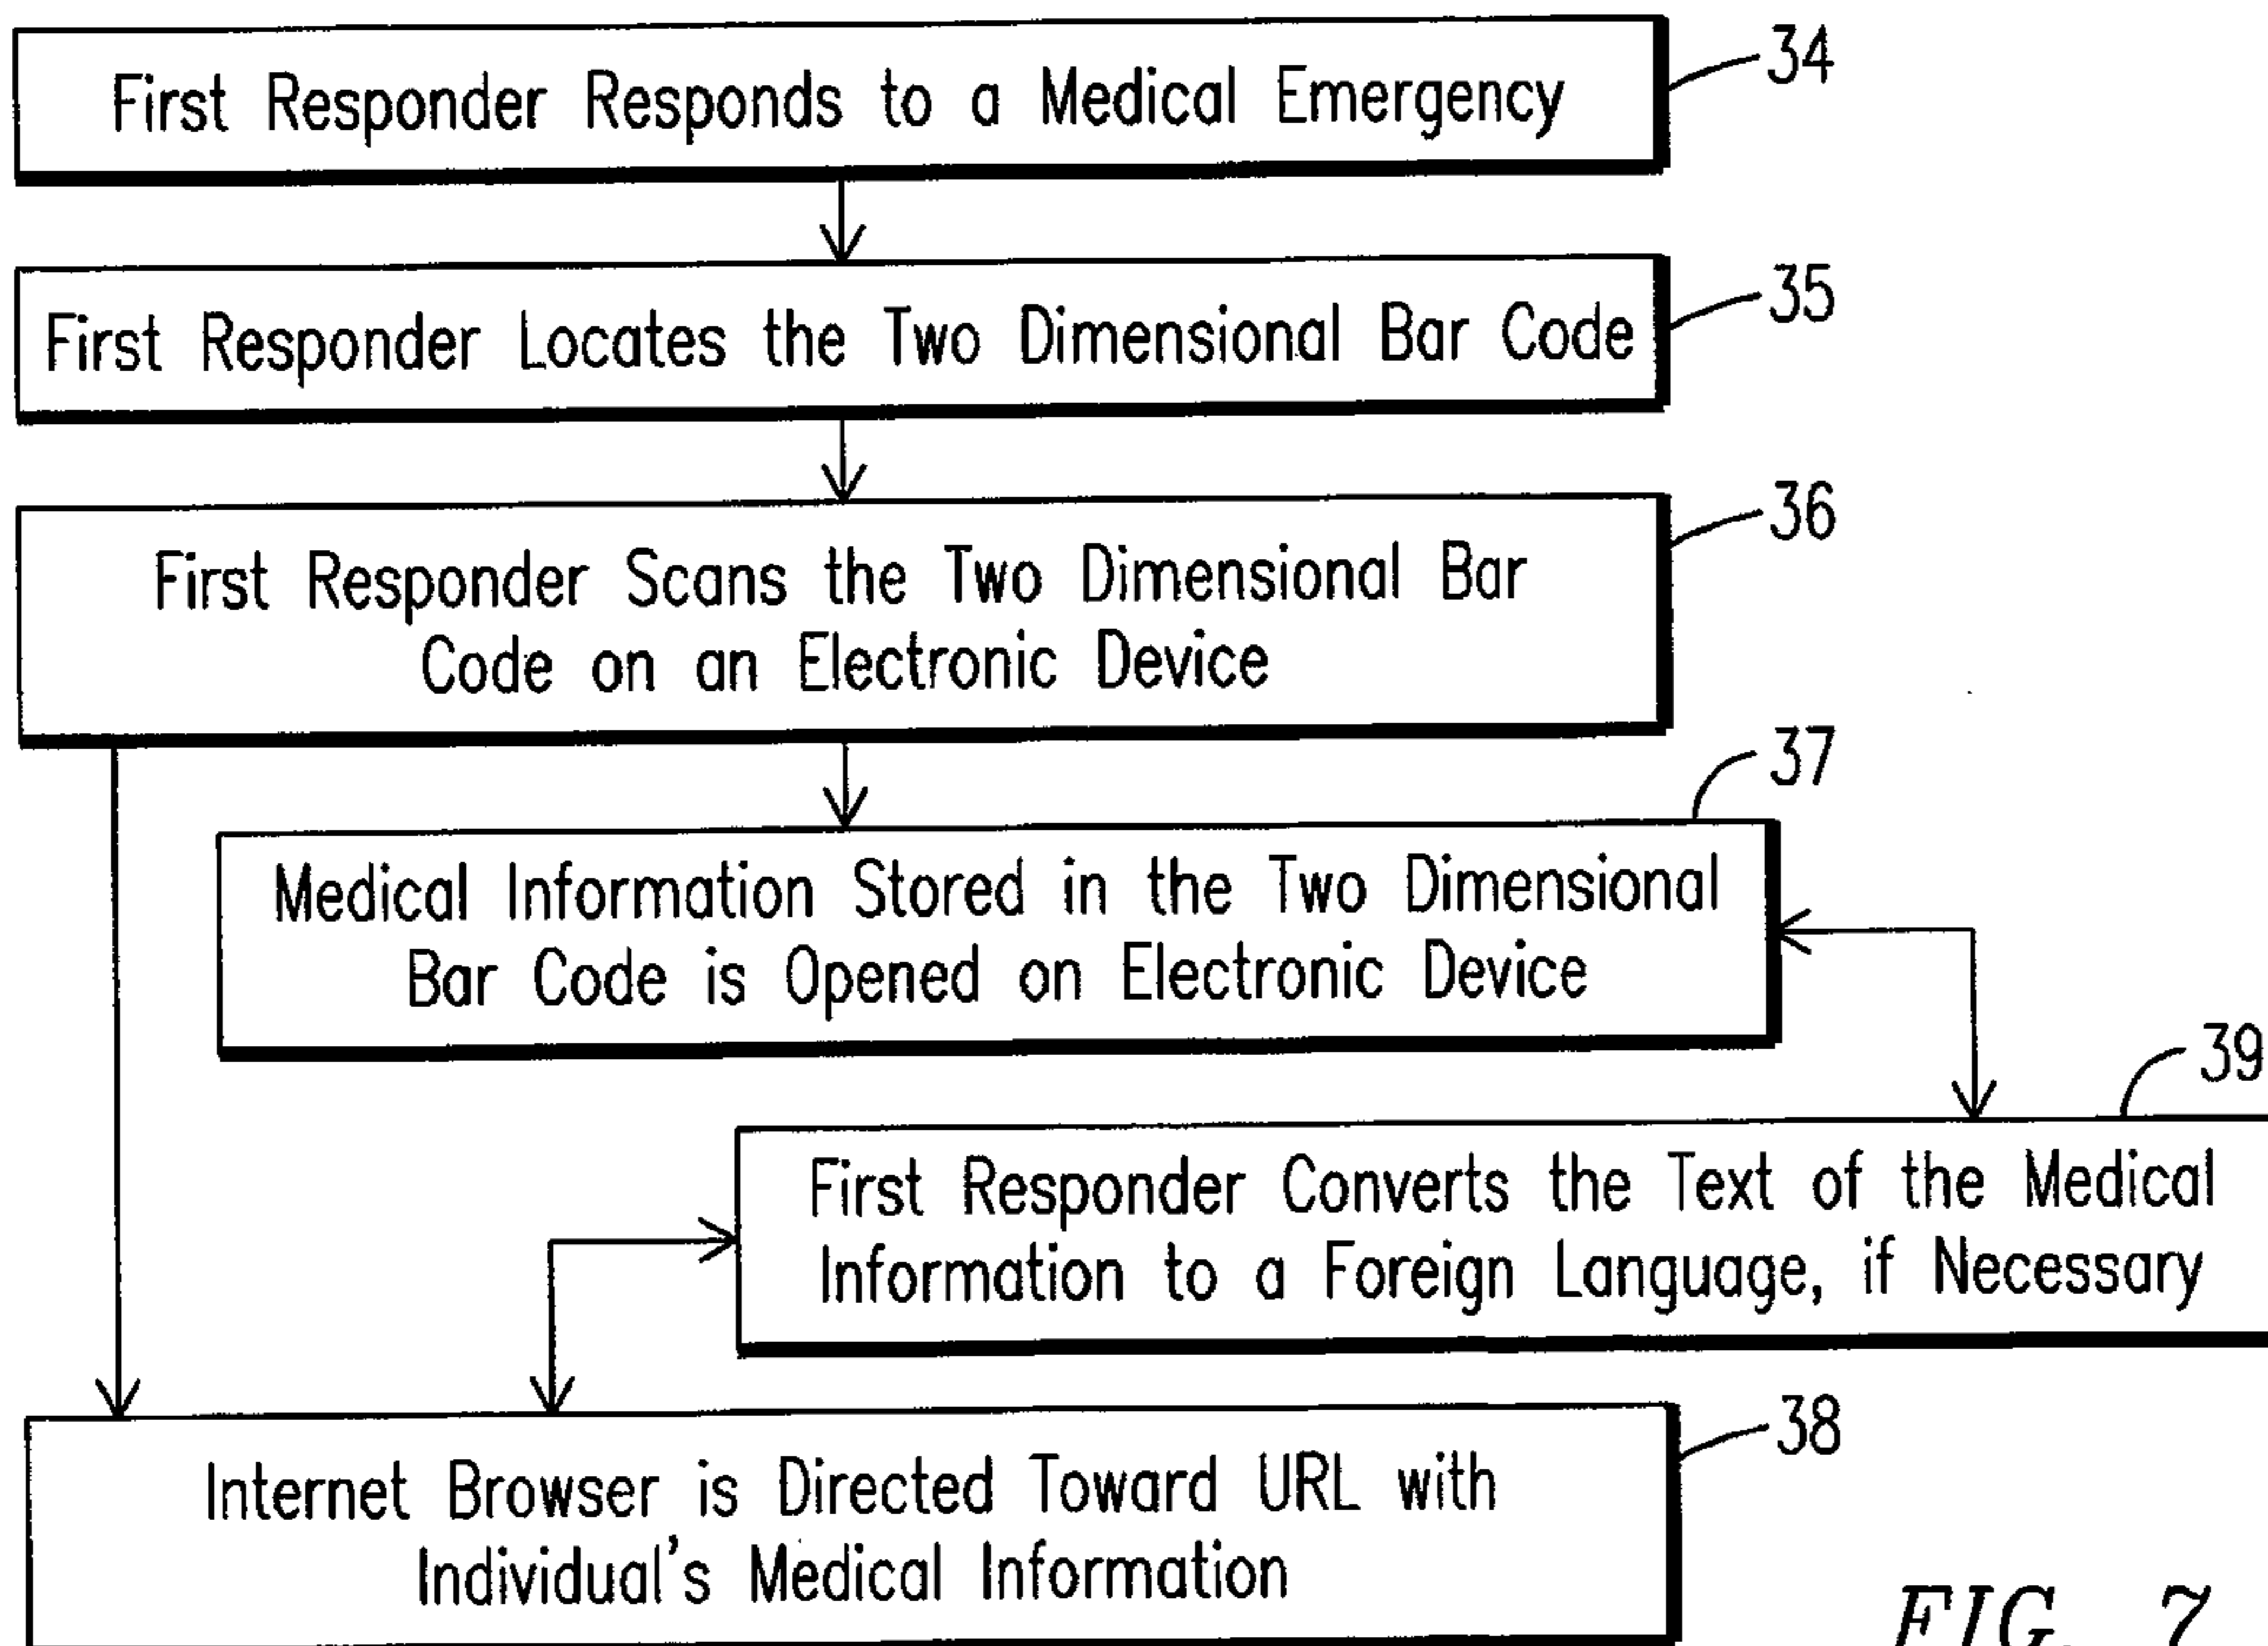 First Responder Responds to a Medical Emergency
34
First Responder Locates the Two Dimensional Bar Code
35
First Responder Scans the Two Dimensional Bar
Code on an Electronic Device
36
Medical Information Stored in the Two Dimensional
Bar Code is Opened on Electronic Device
37
First Responder Converts the Text of the Medical
Information to a Foreign Language, if Necessary
39
Internet Browser is Directed Toward URL with
Individual's Medical Information
38
FIG. 7